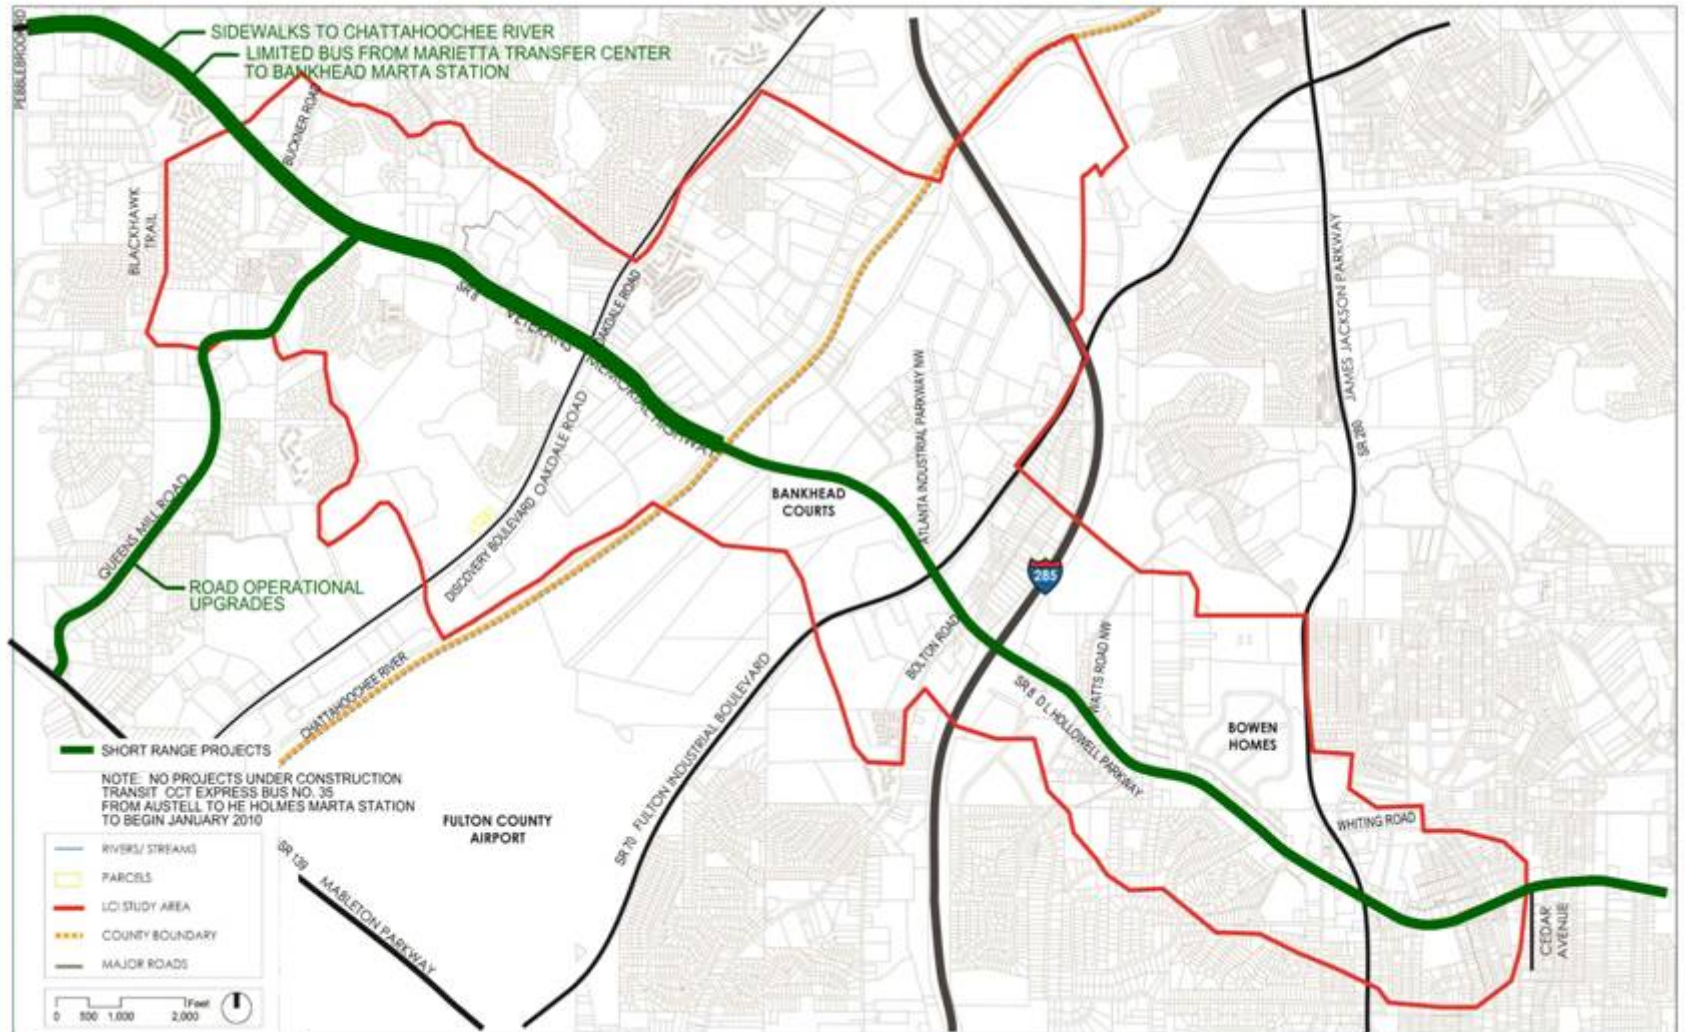 PEBBLEBROOK RD
SIDEWALKS TO CHATTAHOOCHEE RIVER
LIMITED BUS FROM MARIETTA TRANSFER CENTER
TO BANKHEAD MARTA STATION
BUCKNER ROAD
BLACKHAWK
TRAIL
SR 8
VETERANS MEMORIAL HIGHWAY
OAKDALE ROAD
JAMES JACKSON PARKWAY
SR 280
ATLANTA INDUSTRIAL PARKWAY NW
DISCOVERY BOULEVARD OAKDALE ROAD
BANKHEAD
COURTS
QUEENS MILL ROAD
ROAD OPERATIONAL
UPGRADES
285
CHATTAHOOCHEE RIVER
BOLTON ROAD
WATTS ROAD NW
SR 8 D L HOLLOWELL PARKWAY
BOWEN
HOMES
SR 70 FULTON INDUSTRIAL BOULEVARD
WHITING ROAD
FULTON COUNTY
AIRPORT
SR 139
MABLETON PARKWAY
CEDAR
AVENUE
SHORT RANGE PROJECTS
NOTE: NO PROJECTS UNDER CONSTRUCTION
TRANSIT CCT EXPRESS BUS NO. 35
FROM AUSTELL TO HE HOLMES MARTA STATION
TO BEGIN JANUARY 2010
RIVERS/ STREAMS
PARCELS
LCI STUDY AREA
COUNTY BOUNDARY
MAJOR ROADS
Feet
0 500 1,000 2,000